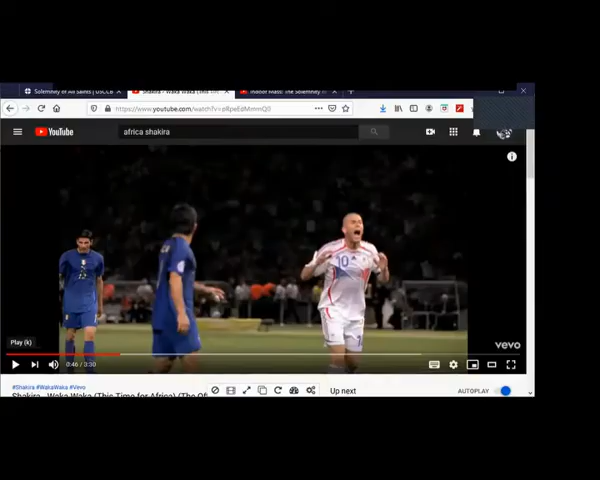 Solemnity of All Saints | USCCB
Shakira - Waka Waka (This Tim
Indoor Mass: The Solemnity
https://www.youtube.com/watch?v=pRpeEdMmmQ0
YouTube
africa shakira
10
Play (k)
0:46 / 3:30
vevo
#Shakira #WakaWaka #Vevo
Shakira - Waka Waka (This Time for Africa) (The Of
Up next
AUTOPLAY